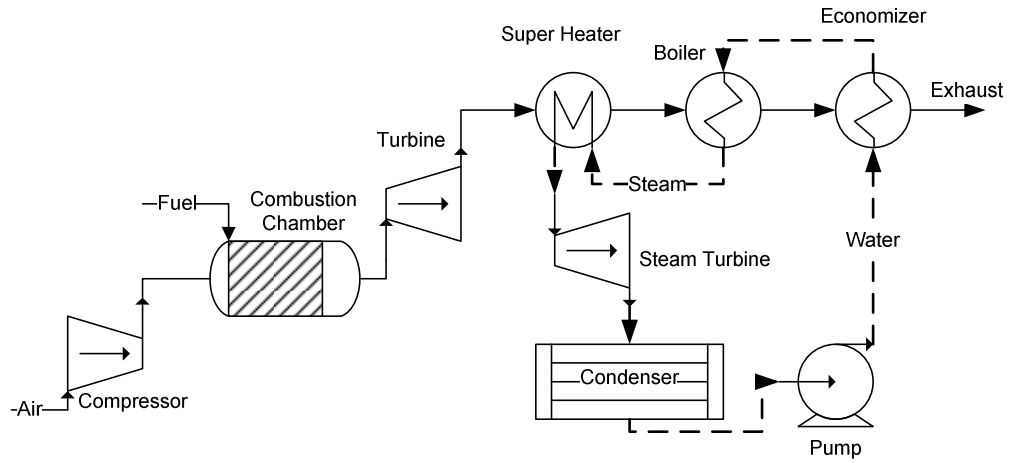 Economizer
Super Heater
Boiler
Exhaust
Turbine
Fuel
Combustion
Chamber
Steam
Water
Steam Turbine
Condenser
Air
Compressor
Pump